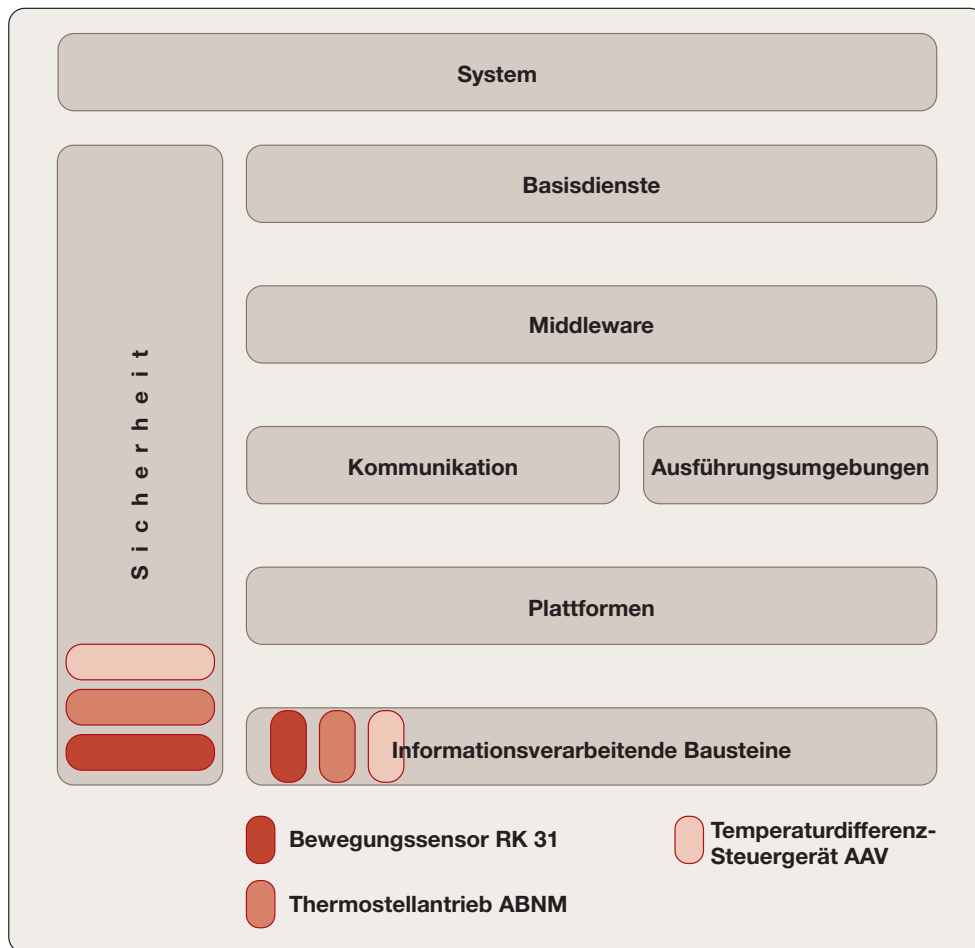 System
Sicherheit
Basisdienste
Middleware
Kommunikation
Ausführungsumgebungen
Plattformen
Informationsverarbeitende Bausteine
Bewegungssensor RK 31
Thermostellantrieb ABNM
Temperaturdifferenz-
Steuergerät AAV